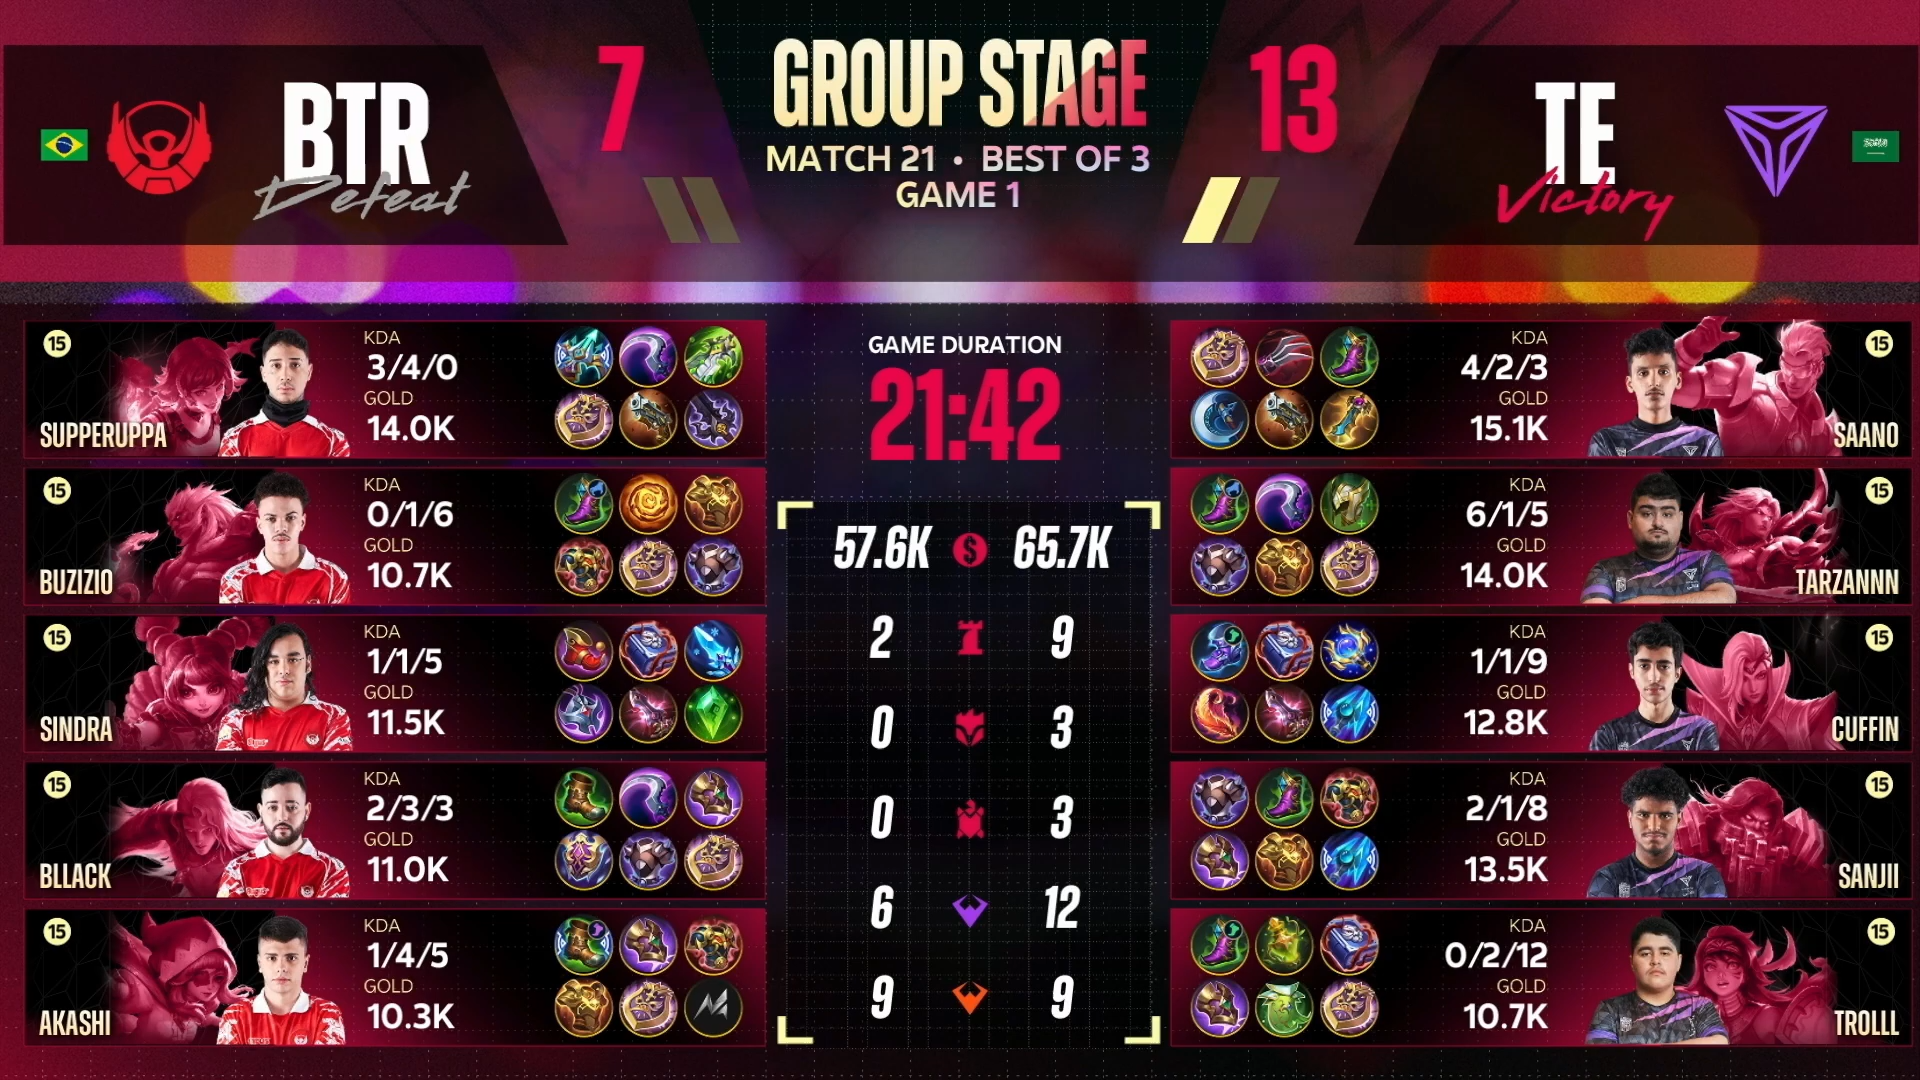 GROUP STAGE
MATCH 21 • BEST OF 3
GAME 1
BTR
Defeat
7
13
TE
Victory
15
SUPPERUPPA
KDA
3/4/0
GOLD
14.0K
15
BUZIZIO
KDA
0/1/6
GOLD
10.7K
15
SINDRA
KDA
1/1/5
GOLD
11.5K
15
BLLACK
KDA
2/3/3
GOLD
11.0K
15
AKASHI
KDA
1/4/5
GOLD
10.3K
GAME DURATION
21:42
57.6K 65.7K
2 9
0 3
0 3
6 12
9 9
KDA
4/2/3
GOLD
15.1K
15
SAANO
KDA
6/1/5
GOLD
14.0K
15
TARZANNN
KDA
1/1/9
GOLD
12.8K
15
CUFFIN
KDA
2/1/8
GOLD
13.5K
15
SANJII
KDA
0/2/12
GOLD
10.7K
15
TROLLL